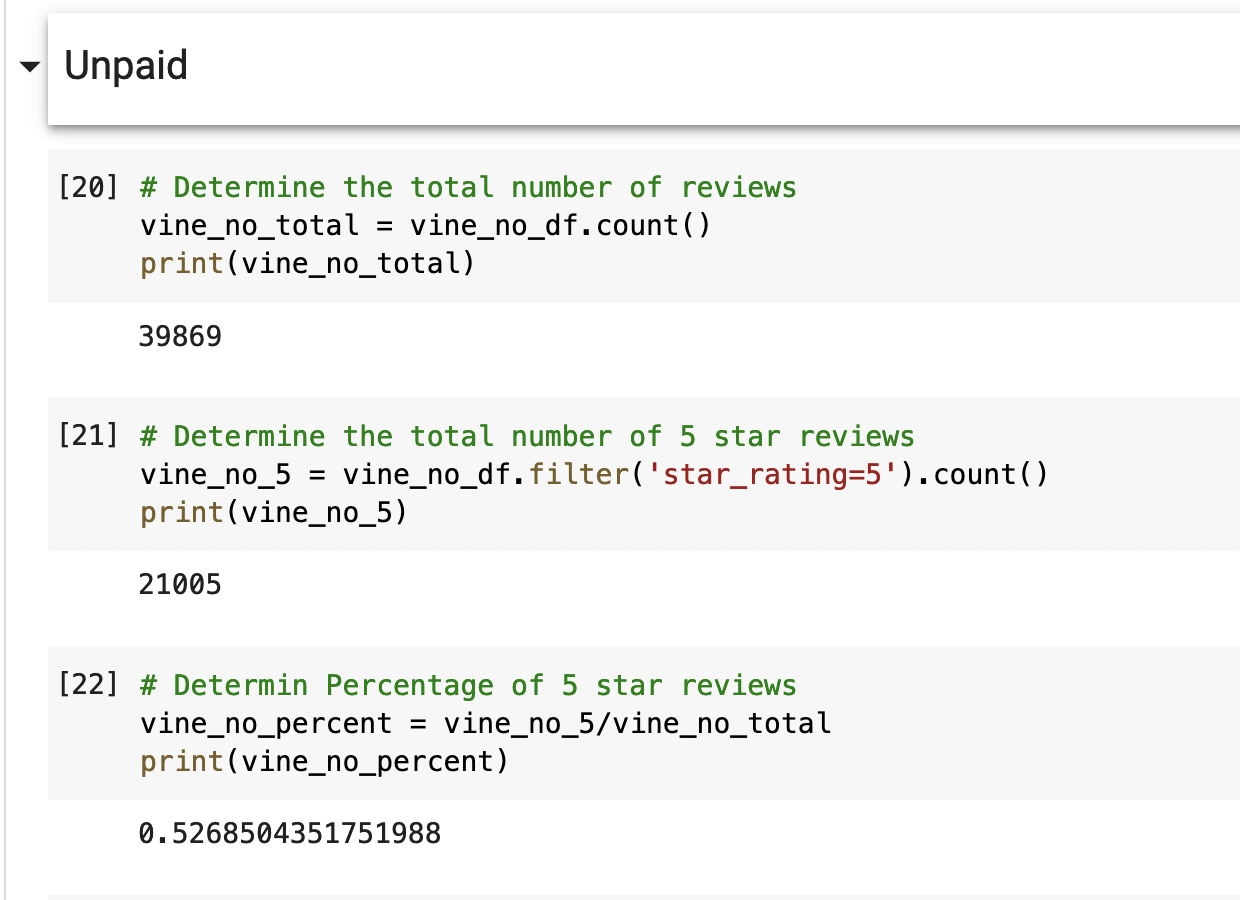 Unpaid
[20] # Determine the total number of reviews
vine_no_total = vine_no_df.count()
print(vine_no_total)
39869
[21] # Determine the total number of 5 star reviews
vine_no_5 = vine_no_df.filter('star_rating=5').count()
print(vine_no_5)
21005
[22] # Determin Percentage of 5 star reviews
vine_no_percent = vine_no_5/vine_no_total
print(vine_no_percent)
0.5268504351751988